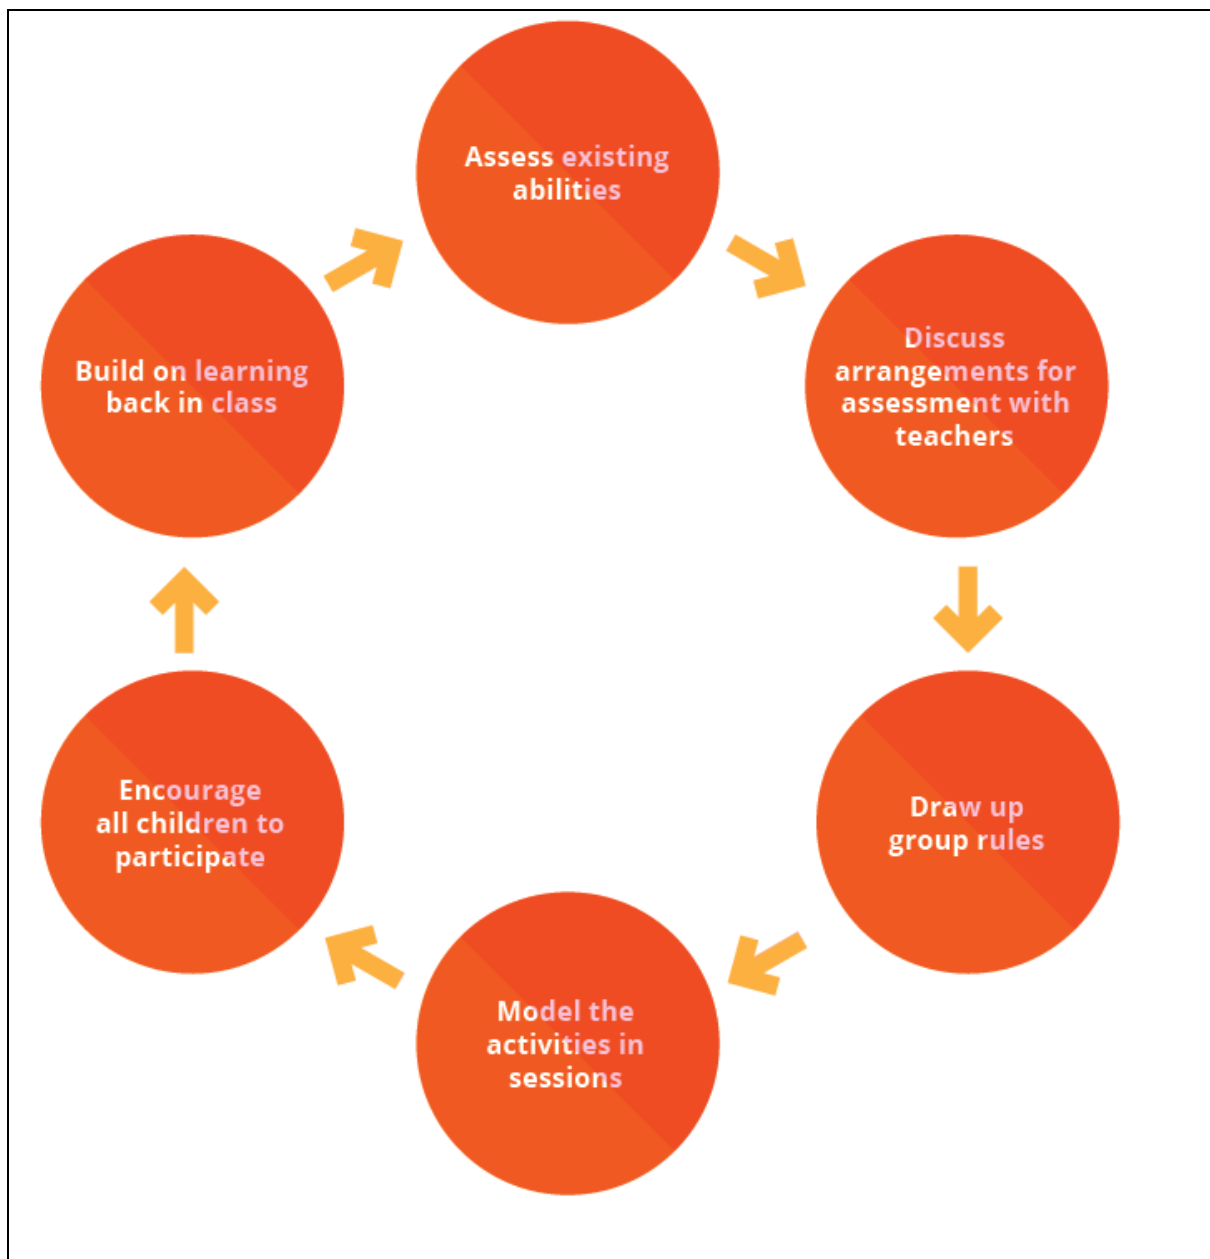 Assess existing
abilities
Discuss
arrangements for
assessment with
teachers
Draw up
group rules
Model the
activities in
sessions
Encourage
all children to
participate
Build on learning
back in class